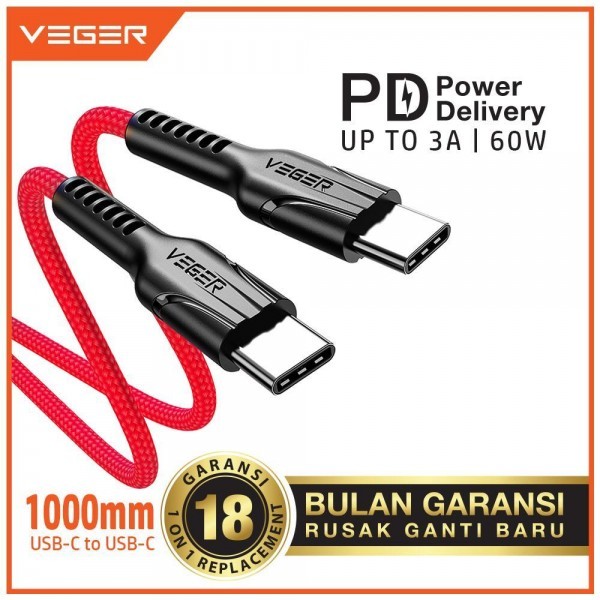 VEGER
PD Power
Delivery
UP TO 3A | 60W
VEGER
VEGER
1000mm
USB-C to USB-C
GARANSI
18
1 ON 1 REPLACEMENT
BULAN GARANSI
RUSAK GANTI BARU